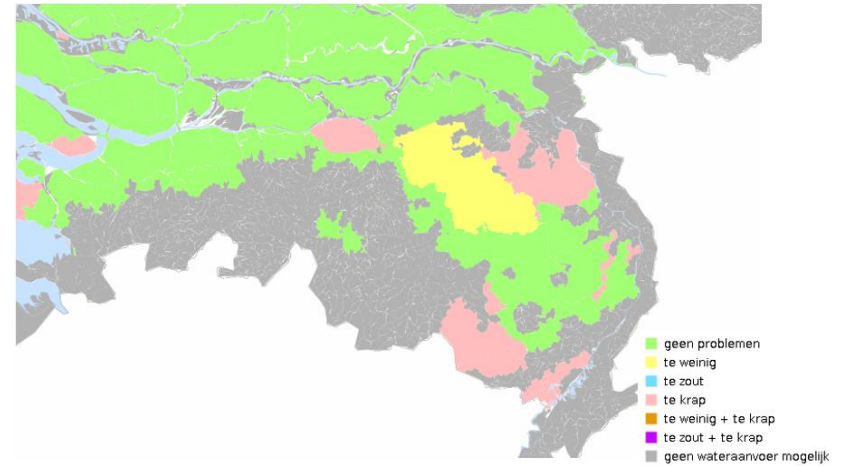 geen problemen
te weinig
te zout
te krap
te weinig + te krap
te zout + te krap
geen wateraanvoer mogelijk